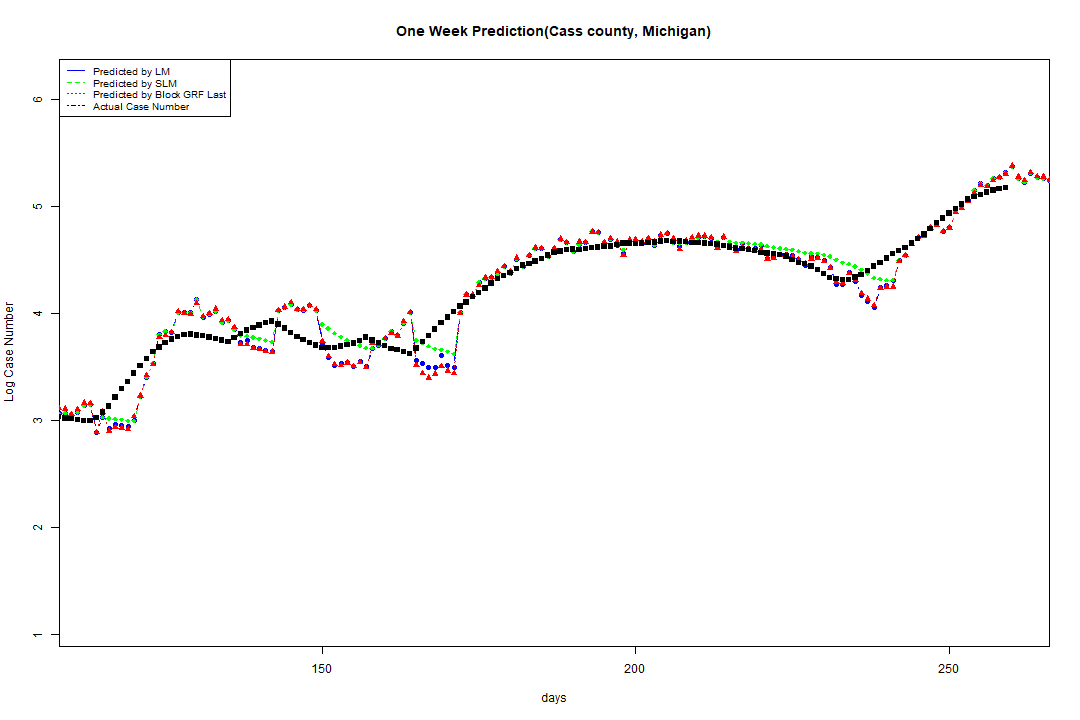 One Week Prediction(Cass county, Michigan)
Predicted by LM
Predicted by SLM
Predicted by Block GRF Last
Actual Case Number
6
5
4
3
2
1
Log Case Number
150
200
250
days